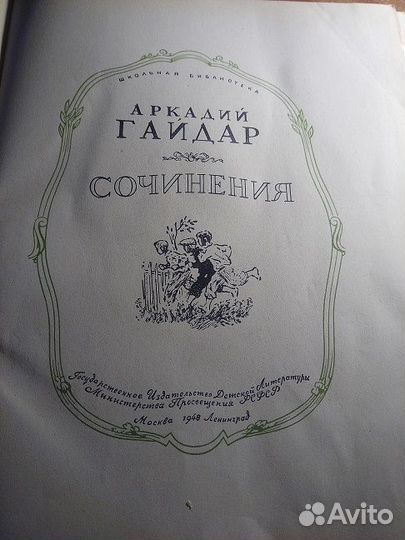 ШКОЛЬНАЯ БИБЛИОТЕКА
АРКАДИЙ
ГАЙДАР
СОЧИНЕНИЯ
Государственное Издательство Детской Литературы
Министерства Просвещения РСФСР
Москва 1948 Ленинград
Avito